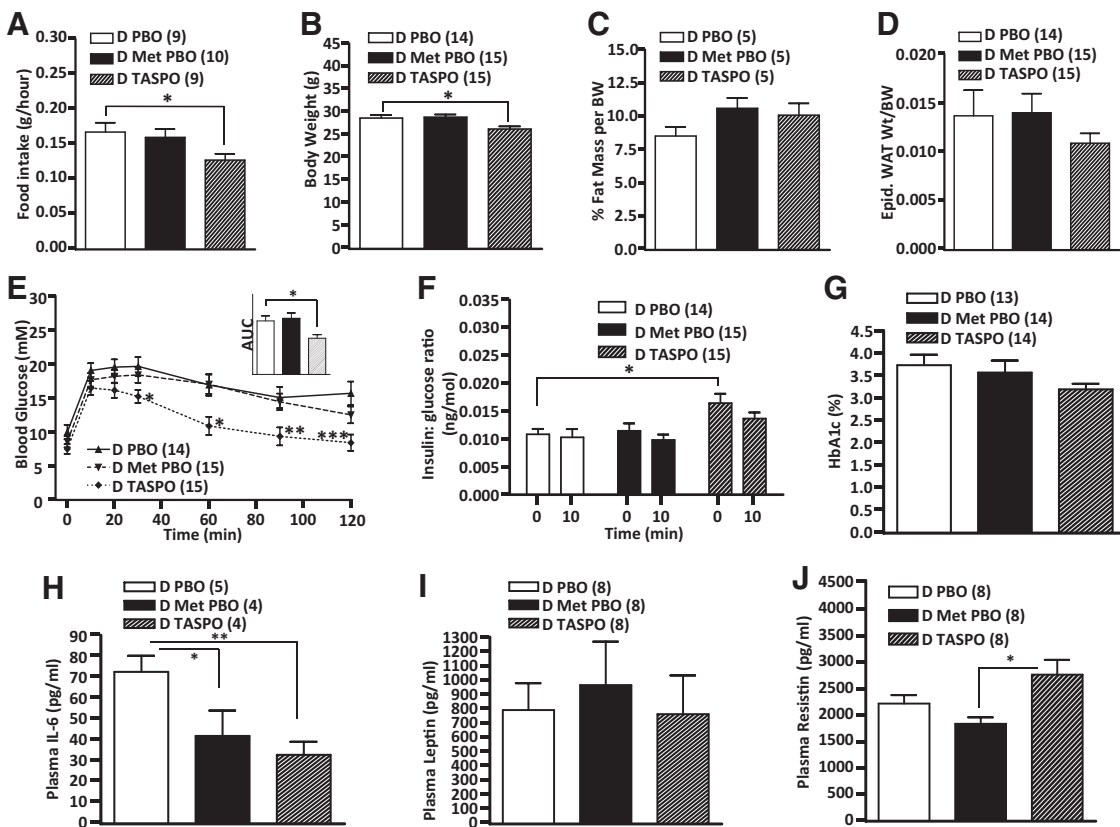 A
D PBO (9)
D Met PBO (10)
D TASPO (9)
Food intake (g/hour)
0.30
0.25
0.20
0.15
0.10
0.05
0.00
*
B
D PBO (14)
D Met PBO (15)
D TASPO (15)
Body Weight (g)
45
40
35
30
25
20
15
10
5
0
*
C
D PBO (5)
D Met PBO (5)
D TASPO (5)
% Fat Mass per BW
15.0
12.5
10.0
7.5
5.0
2.5
0.0
D
D PBO (14)
D Met PBO (15)
D TASPO (15)
Epid. WAT Wt/BW
0.020
0.015
0.010
0.005
0.000
E
Blood Glucose (mM)
30
25
20
15
10
5
0
AUC
*
*
*
**
***
D PBO (14)
D Met PBO (15)
D TASPO (15)
0 20 40 60 80 100 120
Time (min)
F
D PBO (14)
D Met PBO (15)
D TASPO (15)
Insulin: glucose ratio
(ng/mol)
0.035
0.030
0.025
0.020
0.015
0.010
0.005
0.000
*
0 10 0 10 0 10
Time (min)
G
D PBO (13)
D Met PBO (14)
D TASPO (14)
HbA1c (%)
4.5
4.0
3.5
3.0
2.5
2.0
1.5
1.0
0.5
0.0
H
D PBO (5)
D Met PBO (4)
D TASPO (4)
Plasma IL-6 (pg/ml)
90
80
70
60
50
40
30
20
10
0
**
*
I
D PBO (8)
D Met PBO (8)
D TASPO (8)
Plasma Leptin (pg/ml)
1300
1200
1100
1000
900
800
700
600
500
400
300
200
100
0
J
D PBO (8)
D Met PBO (8)
D TASPO (8)
Plasma Resistin (pg/ml)
4500
4000
3500
3000
2500
2000
1500
1000
500
0
*